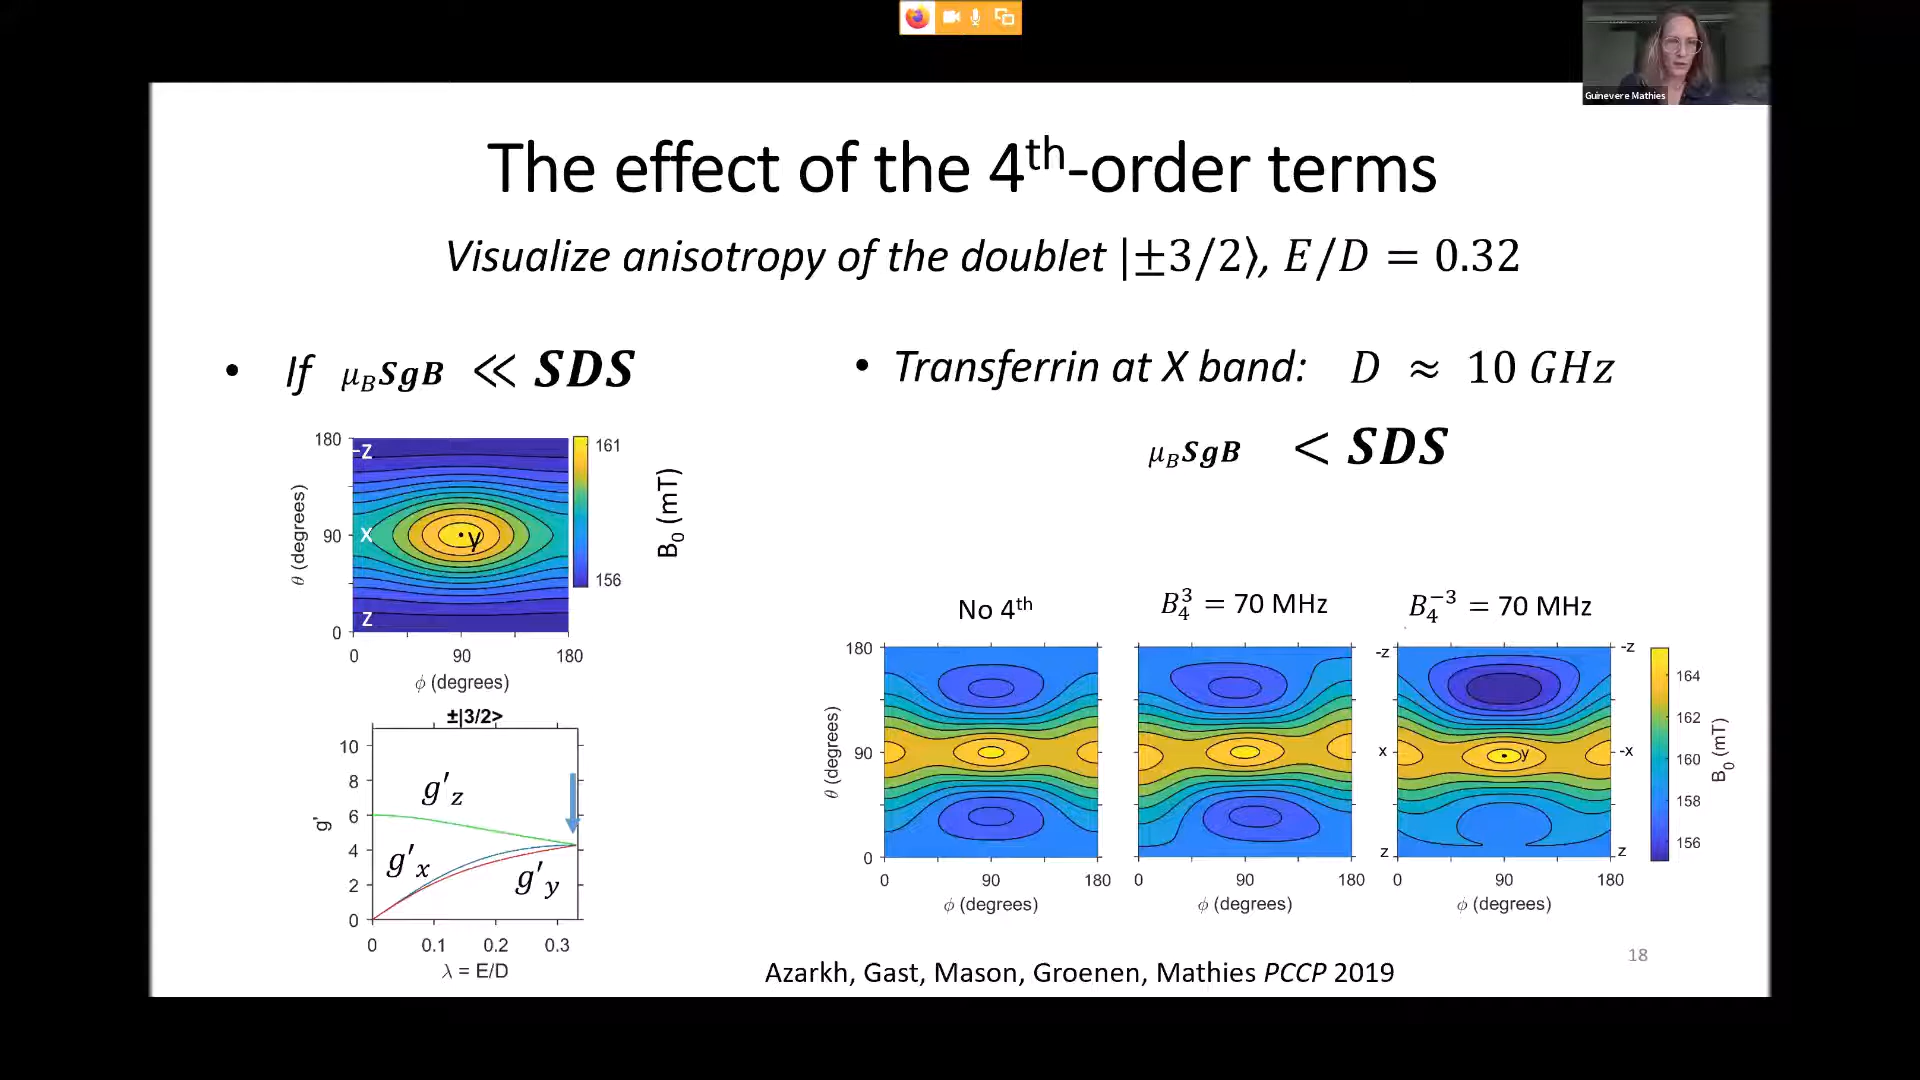 Guinevere Mathies
The effect of the 4th-order terms
Visualize anisotropy of the doublet |±3/2⟩, E/D = 0.32
• If μ_B SgB ≪ SDS
180
90
0
θ (degrees)
-Z
X
y
Z
0 90 180
ϕ (degrees)
161
156
B₀ (mT)
±|3/2>
10
8
6
4
2
0
g'
g'_z
g'_x
g'_y
0 0.1 0.2 0.3
λ = E/D
• Transferrin at X band: D ≈ 10 GHz
μ_B SgB < SDS
No 4th
B₄³ = 70 MHz
B₄⁻³ = 70 MHz
180
90
0
θ (degrees)
0 90 180
ϕ (degrees)
0 90 180
ϕ (degrees)
-z
x
z
y
-z
-x
z
0 90 180
ϕ (degrees)
164
162
160
158
156
B₀ (mT)
18
Azarkh, Gast, Mason, Groenen, Mathies PCCP 2019